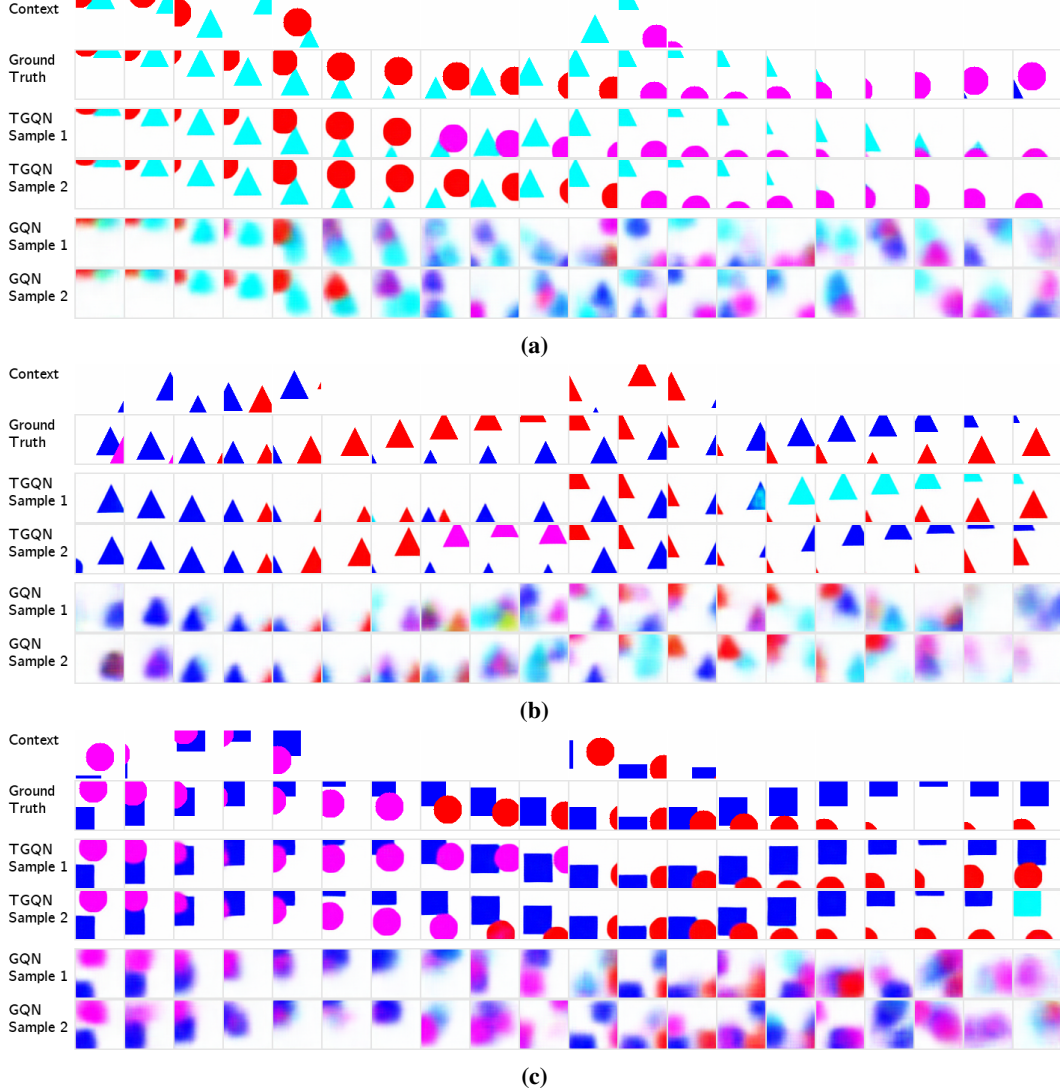 Context
Ground
Truth
TGQN
Sample 1
TGQN
Sample 2
GQN
Sample 1
GQN
Sample 2
(a)
Context
Ground
Truth
TGQN
Sample 1
TGQN
Sample 2
GQN
Sample 1
GQN
Sample 2
(b)
Context
Ground
Truth
TGQN
Sample 1
TGQN
Sample 2
GQN
Sample 1
GQN
Sample 2
(c)